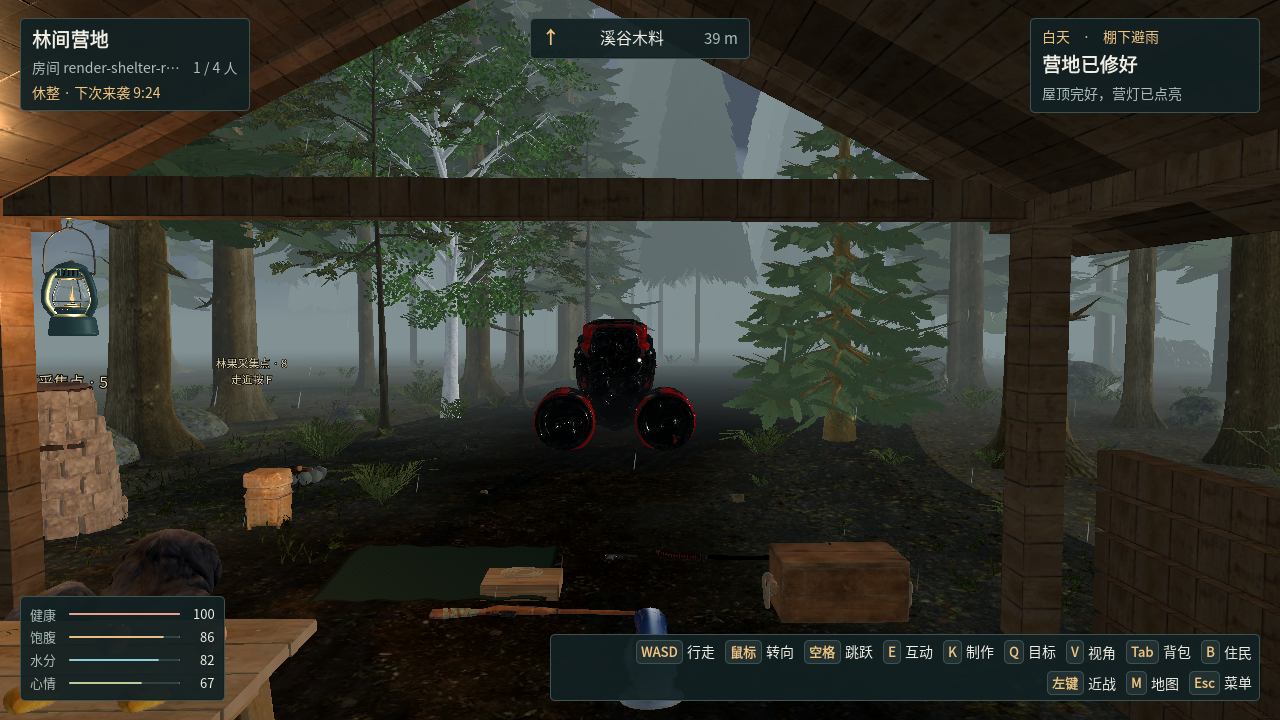 林间营地
房间 render-shelter-r··· 1 / 4 人
休整 · 下次来袭 9:24
↑ 溪谷木料 39 m
白天 · 棚下避雨
营地已修好
屋顶完好，营灯已点亮
林果采集点 · 8
走近按 F
采集点 · 5
健康 100
饱腹 86
水分 82
心情 67
WASD 行走 鼠标 转向 空格 跳跃 E 互动 K 制作 Q 目标 V 视角 Tab 背包 B 住民
左键 近战 M 地图 Esc 菜单